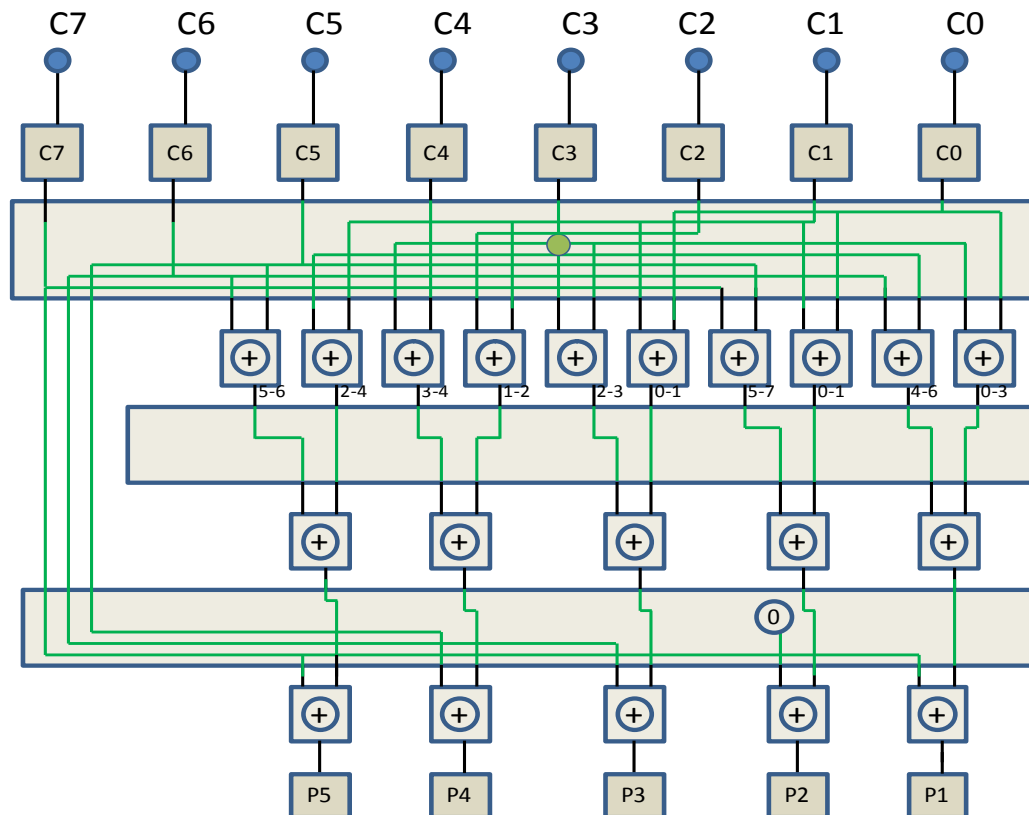 C7 C6 C5 C4 C3 C2 C1 C0
C7 C6 C5 C4 C3 C2 C1 C0
+ + + + + + + + + +
5-6 2-4 3-4 1-2 2-3 0-1 5-7 0-1 4-6 0-3
+ + + + +
0
+ + + + +
P5 P4 P3 P2 P1